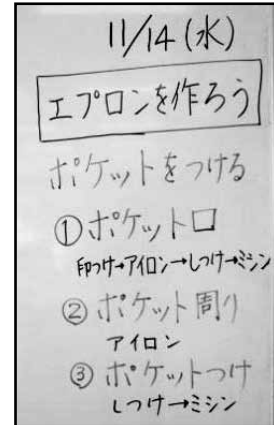 11/14(水)
エプロンを作ろう
ポケットをつける
①ポケット口
印つけ→アイロン→しつけ→ミシン
②ポケット周り
アイロン
③ポケットつけ
しつけ→ミシン